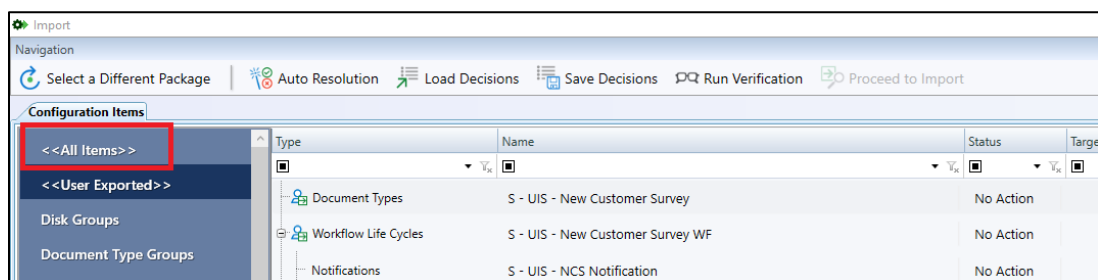 Import
Navigation
Select a Different Package Auto Resolution Load Decisions Save Decisions Run Verification Proceed to Import
Configuration Items
<<All Items>>
<<User Exported>>
Disk Groups
Document Type Groups
Type Name Status Targe
Document Types S - UIS - New Customer Survey No Action
Workflow Life Cycles S - UIS - New Customer Survey WF No Action
Notifications S - UIS - NCS Notification No Action